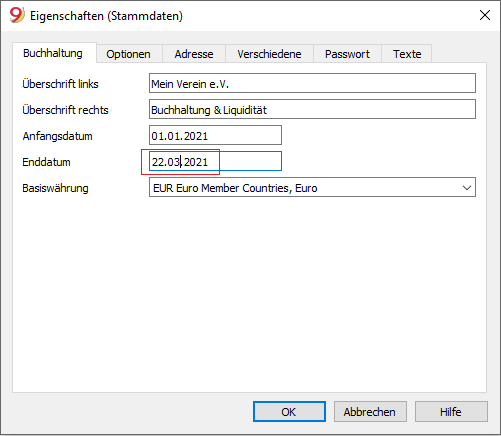 9 Eigenschaften (Stammdaten)
Buchhaltung Optionen Adresse Verschiedene Passwort Texte
Überschrift links Mein Verein e.V.
Überschrift rechts Buchhaltung & Liquidität
Anfangsdatum 01.01.2021
Enddatum 22.03.2021
Basiswährung EUR Euro Member Countries, Euro
OK Abbrechen Hilfe